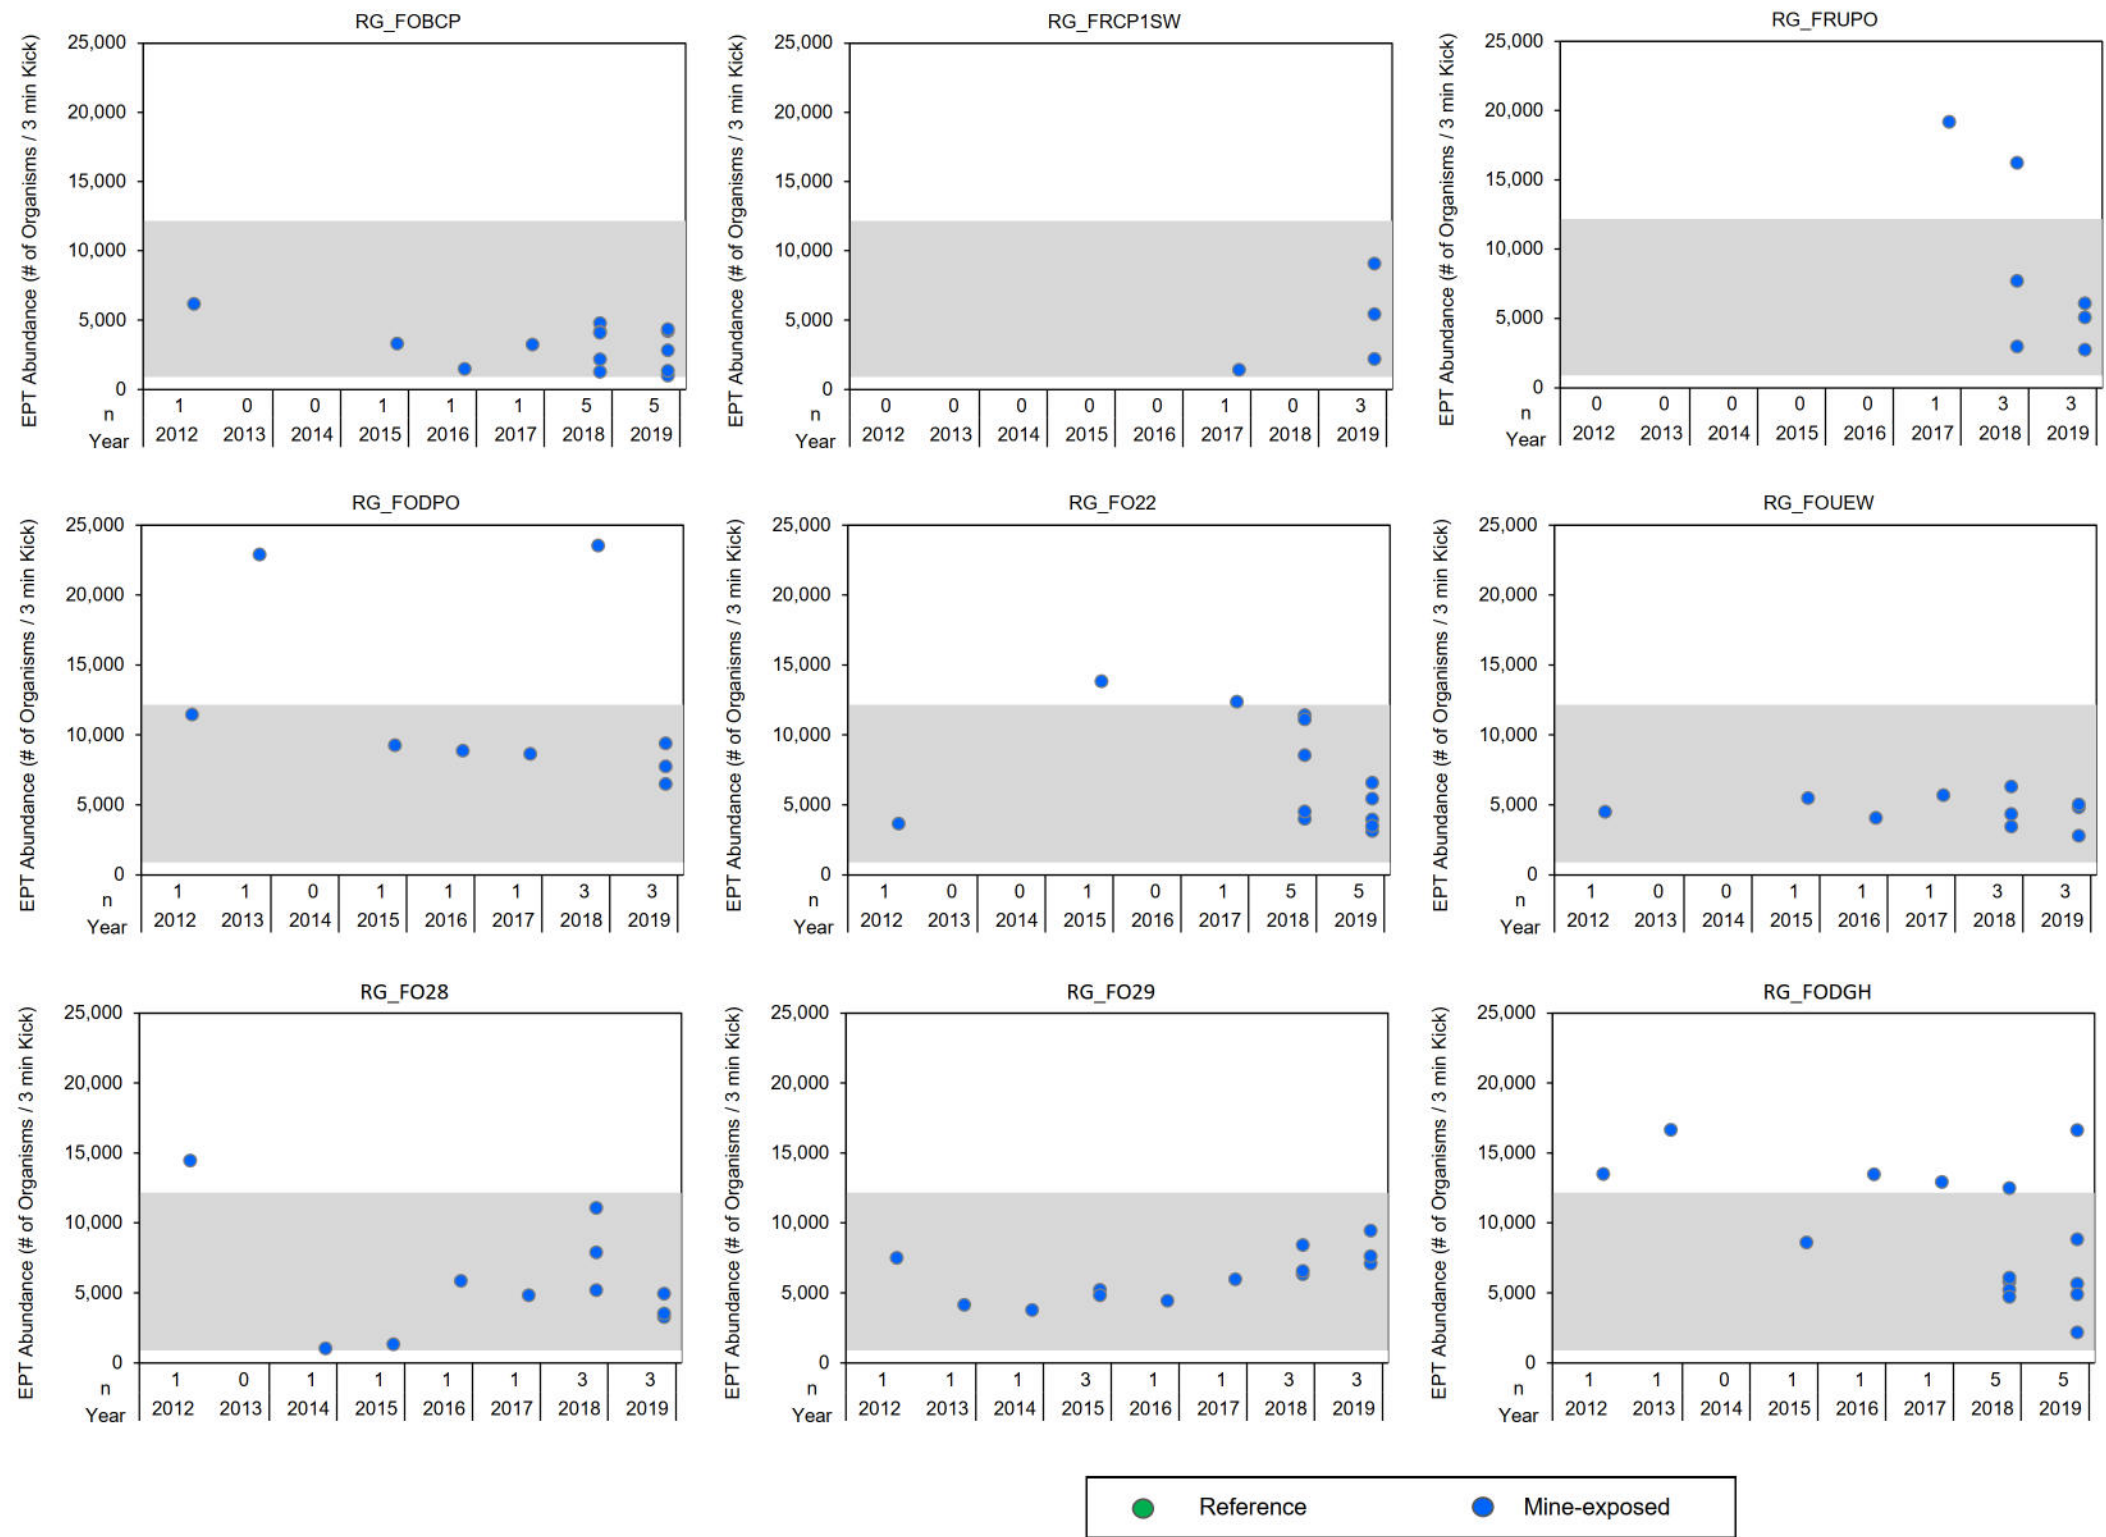 RG_FOBCP
EPT Abundance (# of Organisms / 3 min Kick)
25,000
20,000
15,000
10,000
5,000
0
n 1 0 0 1 1 1 5 5
Year 2012 2013 2014 2015 2016 2017 2018 2019
RG_FRCP1SW
EPT Abundance (# of Organisms / 3 min Kick)
25,000
20,000
15,000
10,000
5,000
0
n 0 0 0 0 0 1 0 3
Year 2012 2013 2014 2015 2016 2017 2018 2019
RG_FRUPO
EPT Abundance (# of Organisms / 3 min Kick)
25,000
20,000
15,000
10,000
5,000
0
n 0 0 0 0 0 1 3 3
Year 2012 2013 2014 2015 2016 2017 2018 2019
RG_FODPO
EPT Abundance (# of Organisms / 3 min Kick)
25,000
20,000
15,000
10,000
5,000
0
n 1 1 0 1 1 1 3 3
Year 2012 2013 2014 2015 2016 2017 2018 2019
RG_FO22
EPT Abundance (# of Organisms / 3 min Kick)
25,000
20,000
15,000
10,000
5,000
0
n 1 0 0 1 0 1 5 5
Year 2012 2013 2014 2015 2016 2017 2018 2019
RG_FOUEW
EPT Abundance (# of Organisms / 3 min Kick)
25,000
20,000
15,000
10,000
5,000
0
n 1 0 0 1 1 1 3 3
Year 2012 2013 2014 2015 2016 2017 2018 2019
RG_FO28
EPT Abundance (# of Organisms / 3 min Kick)
25,000
20,000
15,000
10,000
5,000
0
n 1 0 1 1 1 1 3 3
Year 2012 2013 2014 2015 2016 2017 2018 2019
RG_FO29
EPT Abundance (# of Organisms / 3 min Kick)
25,000
20,000
15,000
10,000
5,000
0
n 1 1 1 3 1 1 3 3
Year 2012 2013 2014 2015 2016 2017 2018 2019
RG_FODGH
EPT Abundance (# of Organisms / 3 min Kick)
25,000
20,000
15,000
10,000
5,000
0
n 1 1 0 1 1 1 5 5
Year 2012 2013 2014 2015 2016 2017 2018 2019
Reference Mine-exposed